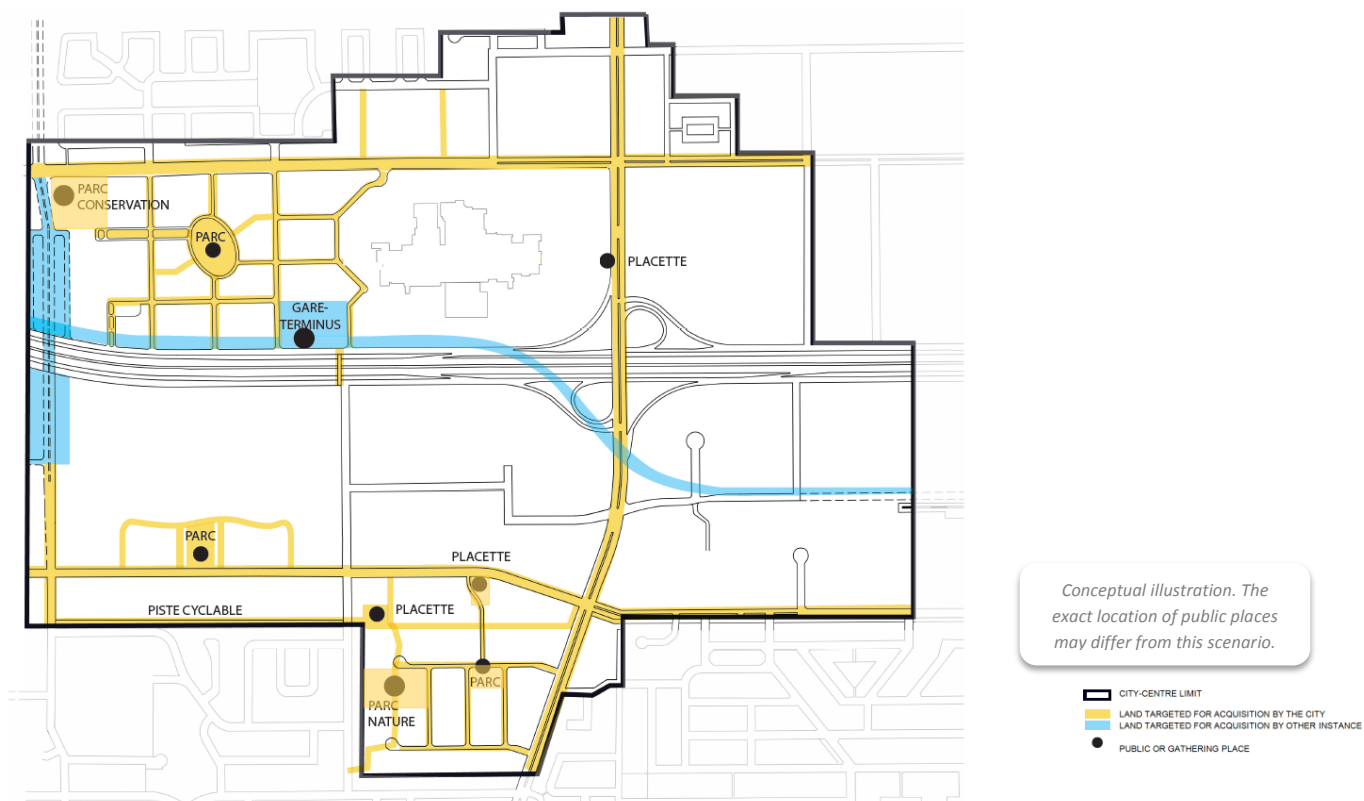 PARC
CONSERVATION
PARC
PLACETTE
GARE-
TERMINUS
PARC
PLACETTE
PISTE CYCLABLE
PLACETTE
PARC
PARC
NATURE
Conceptual illustration. The
exact location of public places
may differ from this scenario.
CITY-CENTRE LIMIT
LAND TARGETED FOR ACQUISITION BY THE CITY
LAND TARGETED FOR ACQUISITION BY OTHER INSTANCE
PUBLIC OR GATHERING PLACE